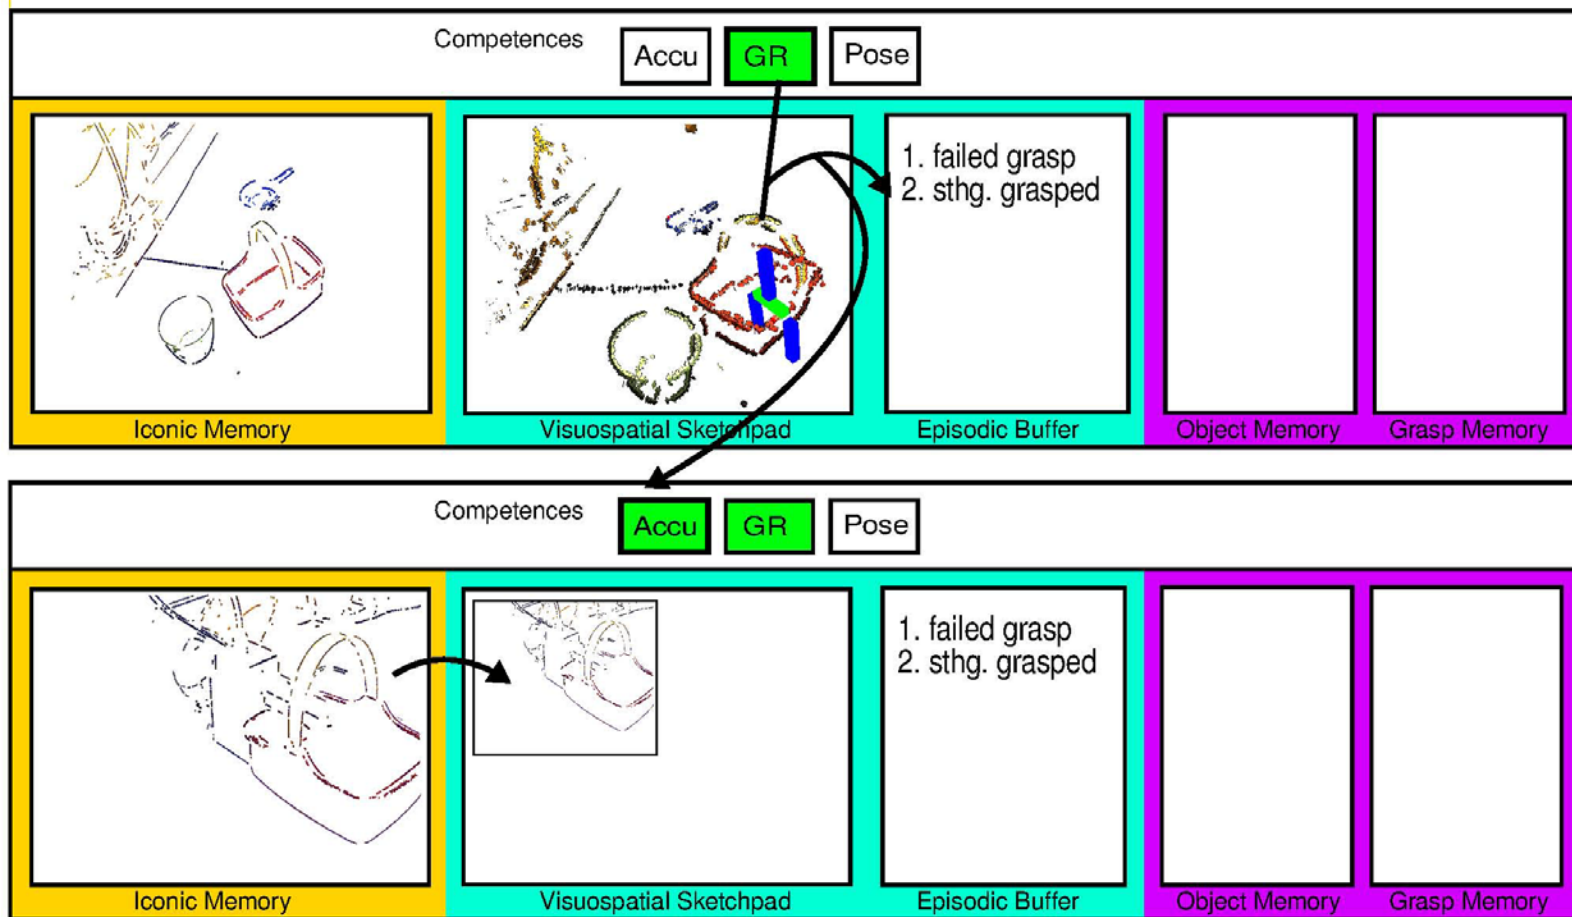 Competences Accu GR Pose
1. failed grasp
2. sthg. grasped
Iconic Memory Visuospatial Sketchpad Episodic Buffer Object Memory Grasp Memory
Competences Accu GR Pose
1. failed grasp
2. sthg. grasped
Iconic Memory Visuospatial Sketchpad Episodic Buffer Object Memory Grasp Memory